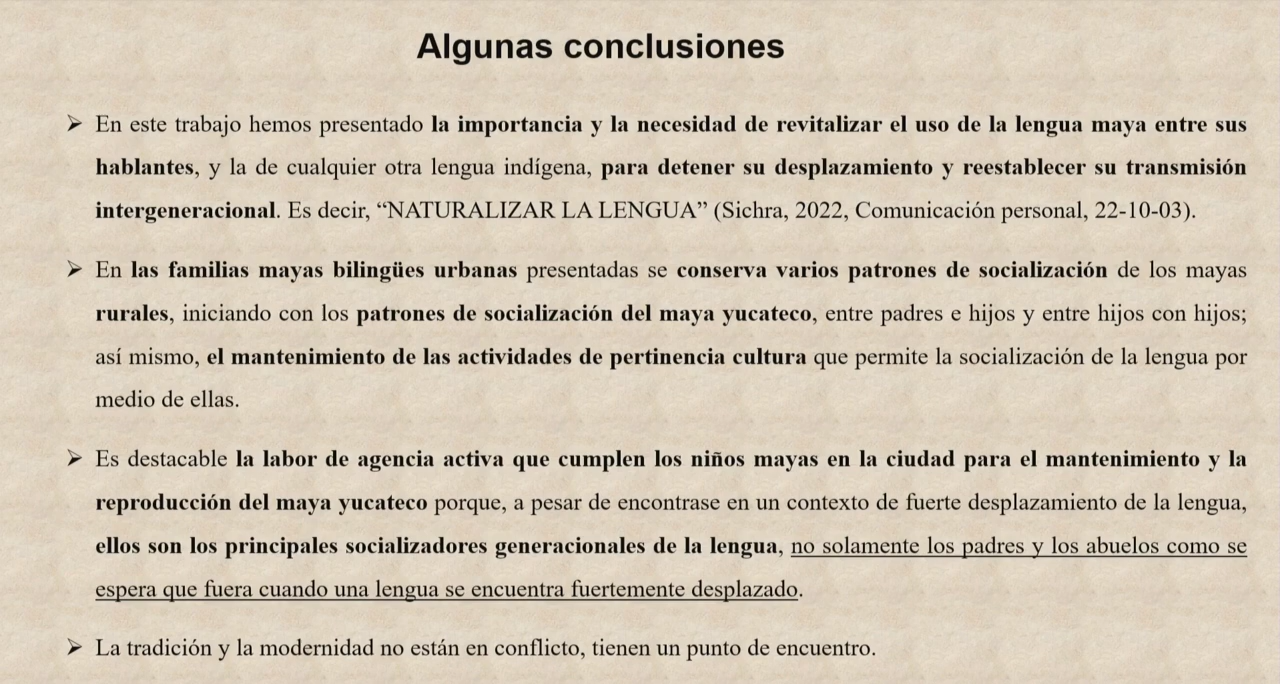 Algunas conclusiones
➢ En este trabajo hemos presentado la importancia y la necesidad de revitalizar el uso de la lengua maya entre sus
hablantes, y la de cualquier otra lengua indígena, para detener su desplazamiento y reestablecer su transmisión
intergeneracional. Es decir, “NATURALIZAR LA LENGUA” (Sichra, 2022, Comunicación personal, 22-10-03).
➢ En las familias mayas bilingües urbanas presentadas se conserva varios patrones de socialización de los mayas
rurales, iniciando con los patrones de socialización del maya yucateco, entre padres e hijos y entre hijos con hijos;
así mismo, el mantenimiento de las actividades de pertinencia cultura que permite la socialización de la lengua por
medio de ellas.
➢ Es destacable la labor de agencia activa que cumplen los niños mayas en la ciudad para el mantenimiento y la
reproducción del maya yucateco porque, a pesar de encontrase en un contexto de fuerte desplazamiento de la lengua,
ellos son los principales socializadores generacionales de la lengua, no solamente los padres y los abuelos como se
espera que fuera cuando una lengua se encuentra fuertemente desplazado.
➢ La tradición y la modernidad no están en conflicto, tienen un punto de encuentro.